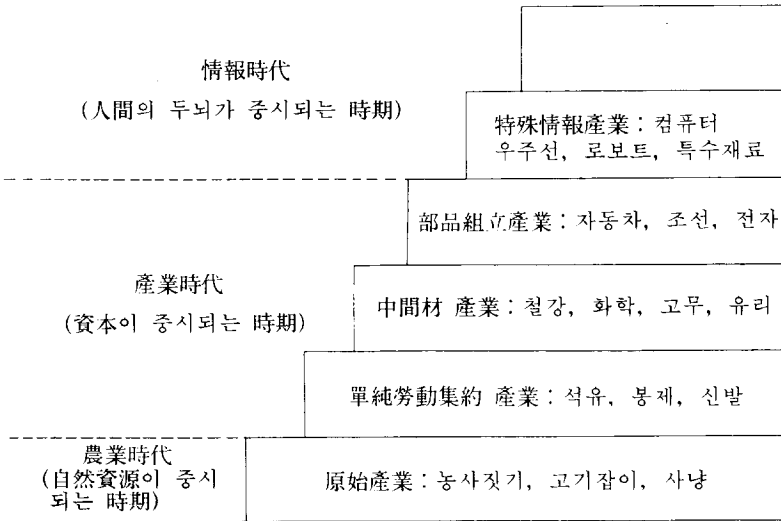 情報時代
(人間의 두뇌가 중시되는 時期)
特殊情報産業 : 컴퓨터
우주선, 로보트, 특수재료
部品組立産業 : 자동차, 조선, 전자
産業時代
(資本이 중시되는 時期)
中間材 産業 : 철강, 화학, 고무, 유리
單純勞動集約 産業 : 석유, 봉제, 신발
農業時代
(自然資源이 중시
되는 時期)
原始産業 : 농사짓기, 고기잡이, 사냥